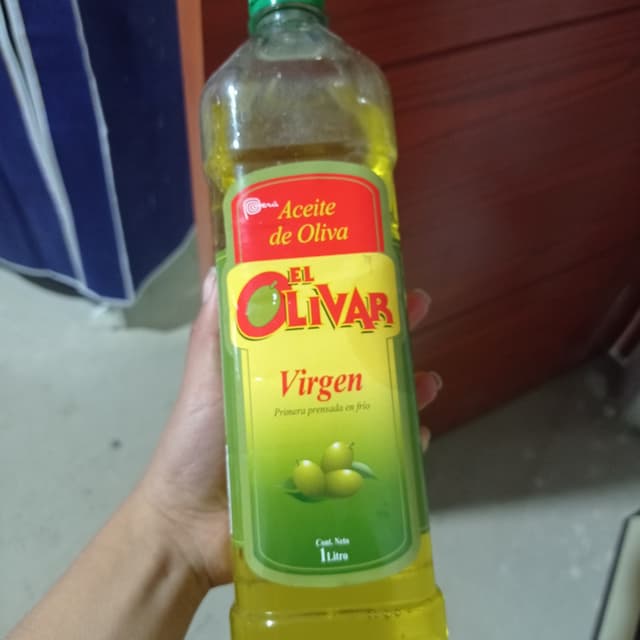 Perú
Aceite
de Oliva
EL
OLIVAR
Virgen
Primera prensada en frío
Cont. Neto
1 Litro